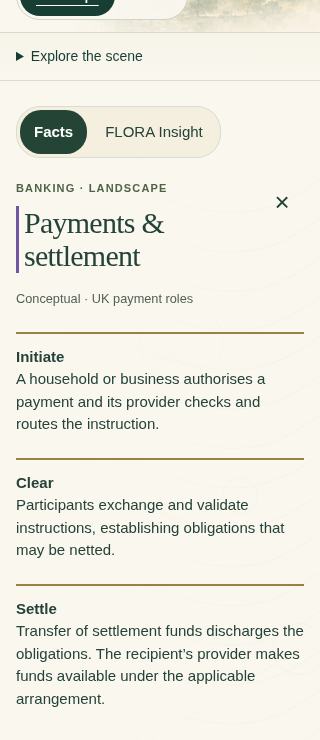 ▶ Explore the scene
Facts
FLORA Insight
BANKING · LANDSCAPE
✕
Payments &
settlement
Conceptual · UK payment roles
Initiate
A household or business authorises a
payment and its provider checks and
routes the instruction.
Clear
Participants exchange and validate
instructions, establishing obligations that
may be netted.
Settle
Transfer of settlement funds discharges the
obligations. The recipient’s provider makes
funds available under the applicable
arrangement.